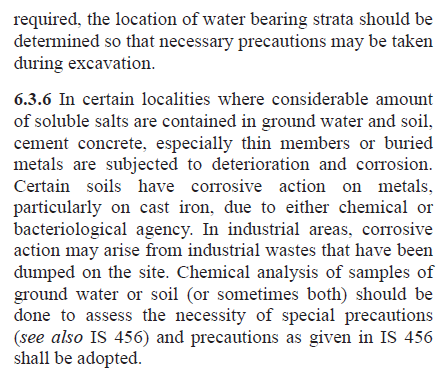 required, the location of water bearing strata should be
determined so that necessary precautions may be taken
during excavation.
6.3.6 In certain localities where considerable amount
of soluble salts are contained in ground water and soil,
cement concrete, especially thin members or buried
metals are subjected to deterioration and corrosion.
Certain soils have corrosive action on metals,
particularly on cast iron, due to either chemical or
bacteriological agency. In industrial areas, corrosive
action may arise from industrial wastes that have been
dumped on the site. Chemical analysis of samples of
ground water or soil (or sometimes both) should be
done to assess the necessity of special precautions
(see also IS 456) and precautions as given in IS 456
shall be adopted.